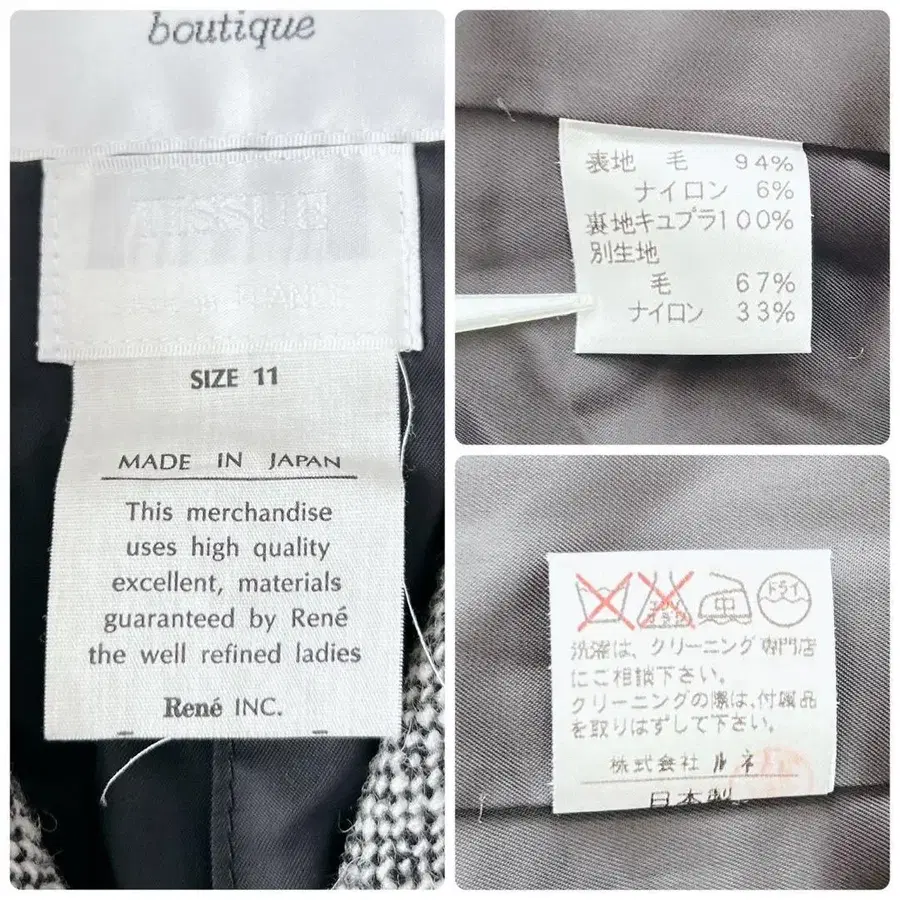 boutique
SIZE 11
MADE IN JAPAN
This merchandise
uses high quality
excellent, materials
guaranteed by René
the well refined ladies
René INC.
表地 毛 94%
ナイロン 6%
裏地キュプラ100%
別生地
毛 67%
ナイロン 33%
中 ドライ
洗濯は、クリーニング専門店
にご相談下さい。
クリーニングの際は、付属品
を取りはずして下さい。
株式会社 ルネ
日本製